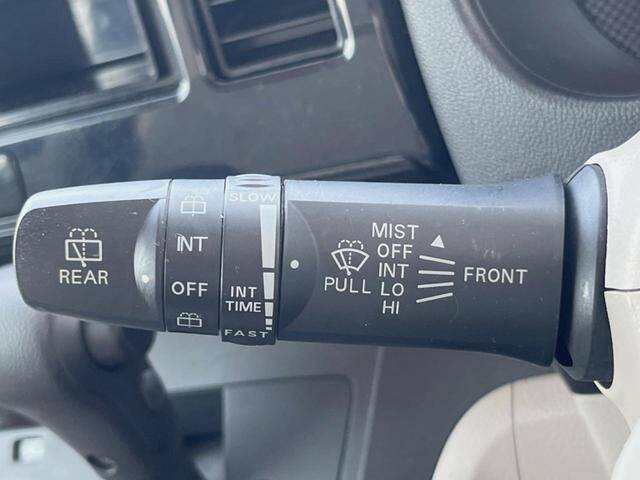 REAR
INT
OFF
SLOW
INT
TIME
FAST
PULL
MIST
OFF
INT
LO
HI
FRONT